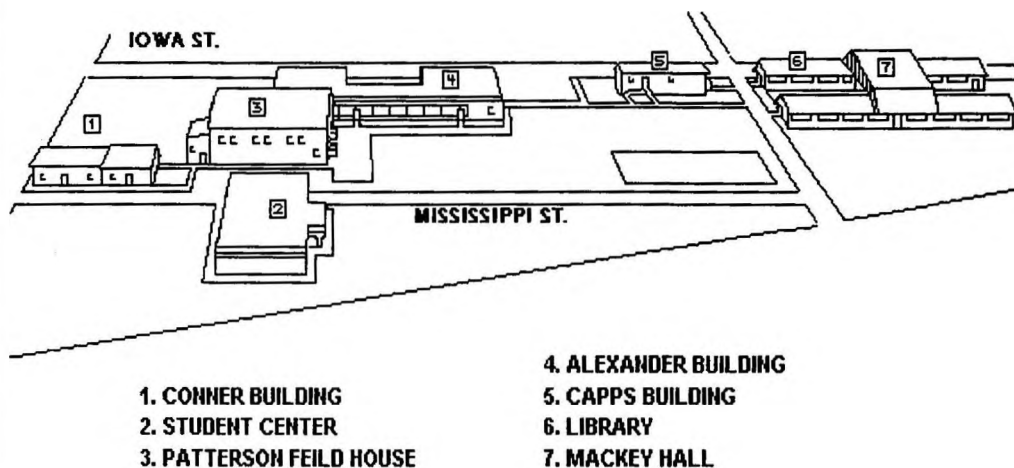 IOWA ST.
5
6
4
7
3
1
2
MISSISSIPPI ST.
1. CONNER BUILDING
2. STUDENT CENTER
3. PATTERSON FEILD HOUSE
4. ALEXANDER BUILDING
5. CAPPS BUILDING
6. LIBRARY
7. MACKEY HALL